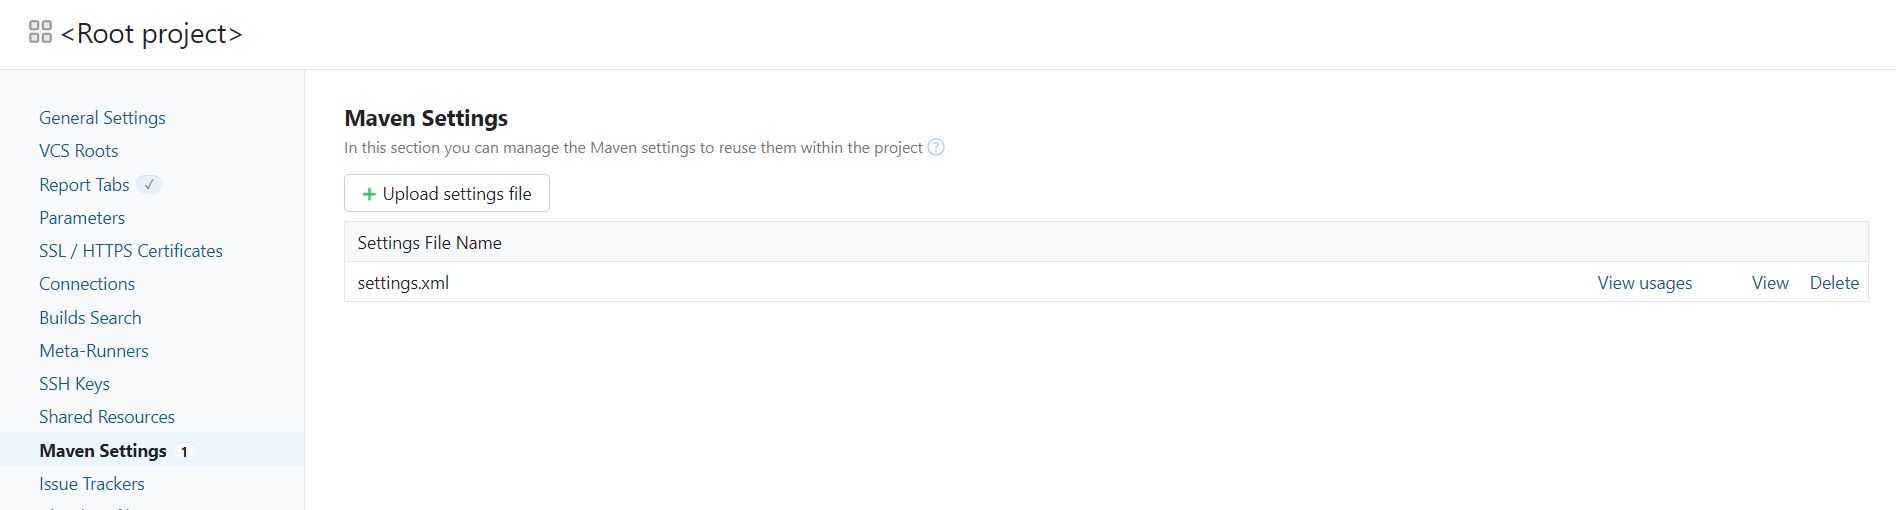 <Root project>
General Settings
VCS Roots
Report Tabs ✓
Parameters
SSL / HTTPS Certificates
Connections
Builds Search
Meta-Runners
SSH Keys
Shared Resources
Maven Settings 1
Issue Trackers
Maven Settings
In this section you can manage the Maven settings to reuse them within the project ?
+ Upload settings file
Settings File Name
settings.xml View usages View Delete